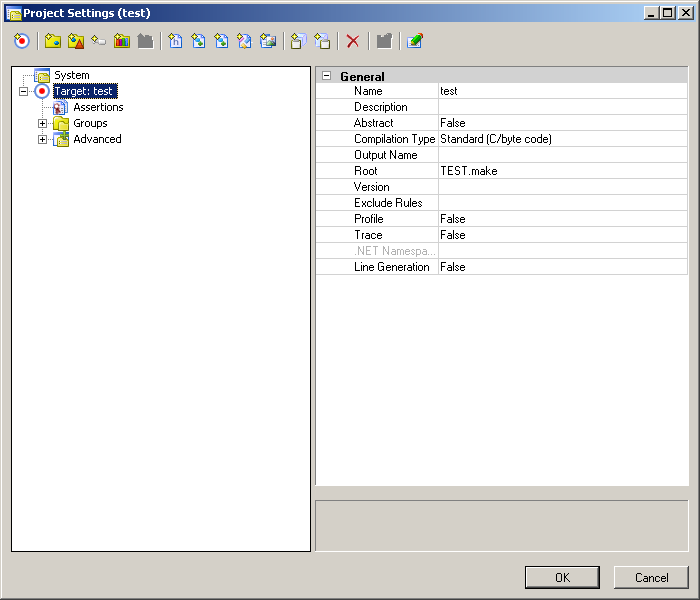 Project Settings (test)
System
Target: test
Assertions
Groups
Advanced
General
Name test
Description
Abstract False
Compilation Type Standard (C/byte code)
Output Name
Root TEST.make
Version
Exclude Rules
Profile False
Trace False
.NET Namespa...
Line Generation False
OK Cancel